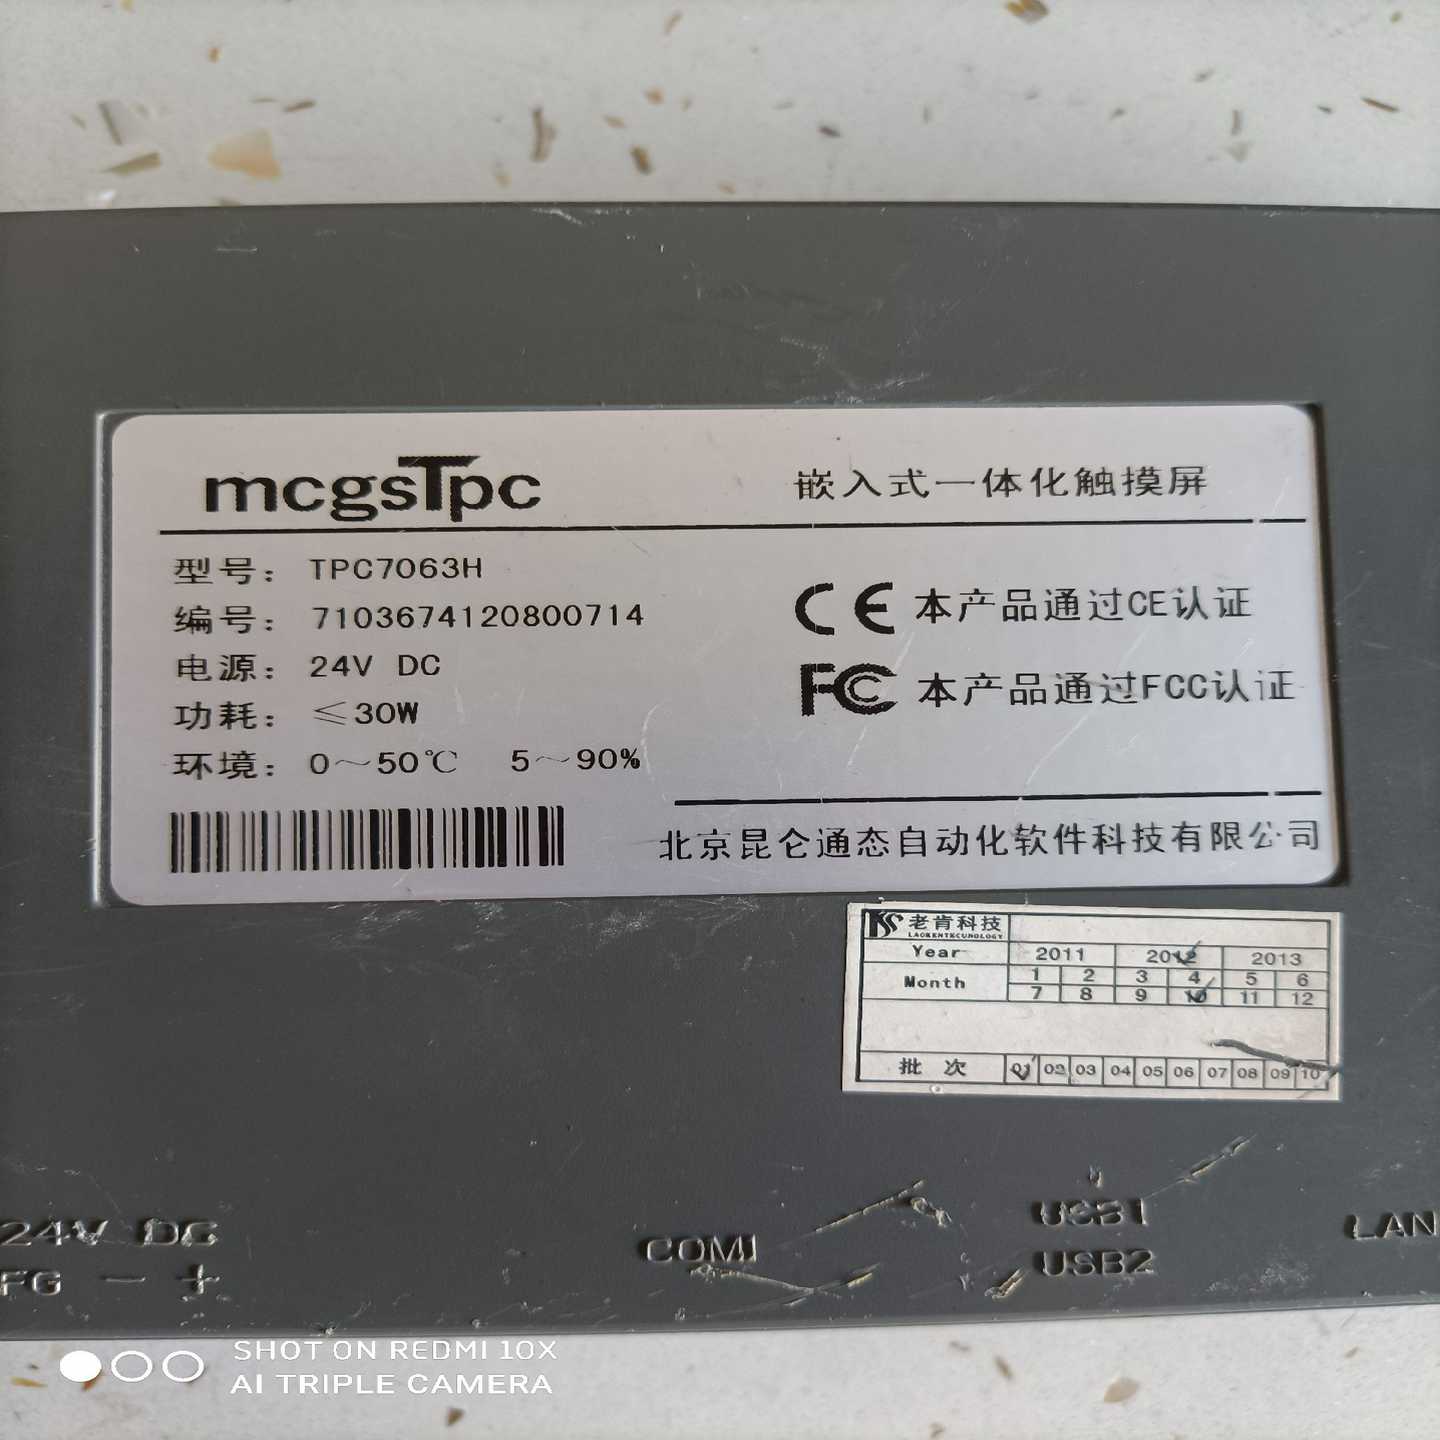 mcgsTpc
嵌入式一体化触摸屏
型号： TPC7063H
编号： 7103674120800714
电源： 24V DC
功耗： ≤30W
环境： 0～50℃ 5～90%
CE 本产品通过CE认证
FC 本产品通过FCC认证
北京昆仑通态自动化软件科技有限公司
老肯科技
LAOKENTECUNOLOGY
Year 2011 2012 2013
Month 1 2 3 4 5 6
7 8 9 10 11 12
批 次 01 02 03 04 05 06 07 08 09 10
24V DC
FG － ＋
COM1
USB1
USB2
LAN
SHOT ON REDMI 10X
AI TRIPLE CAMERA